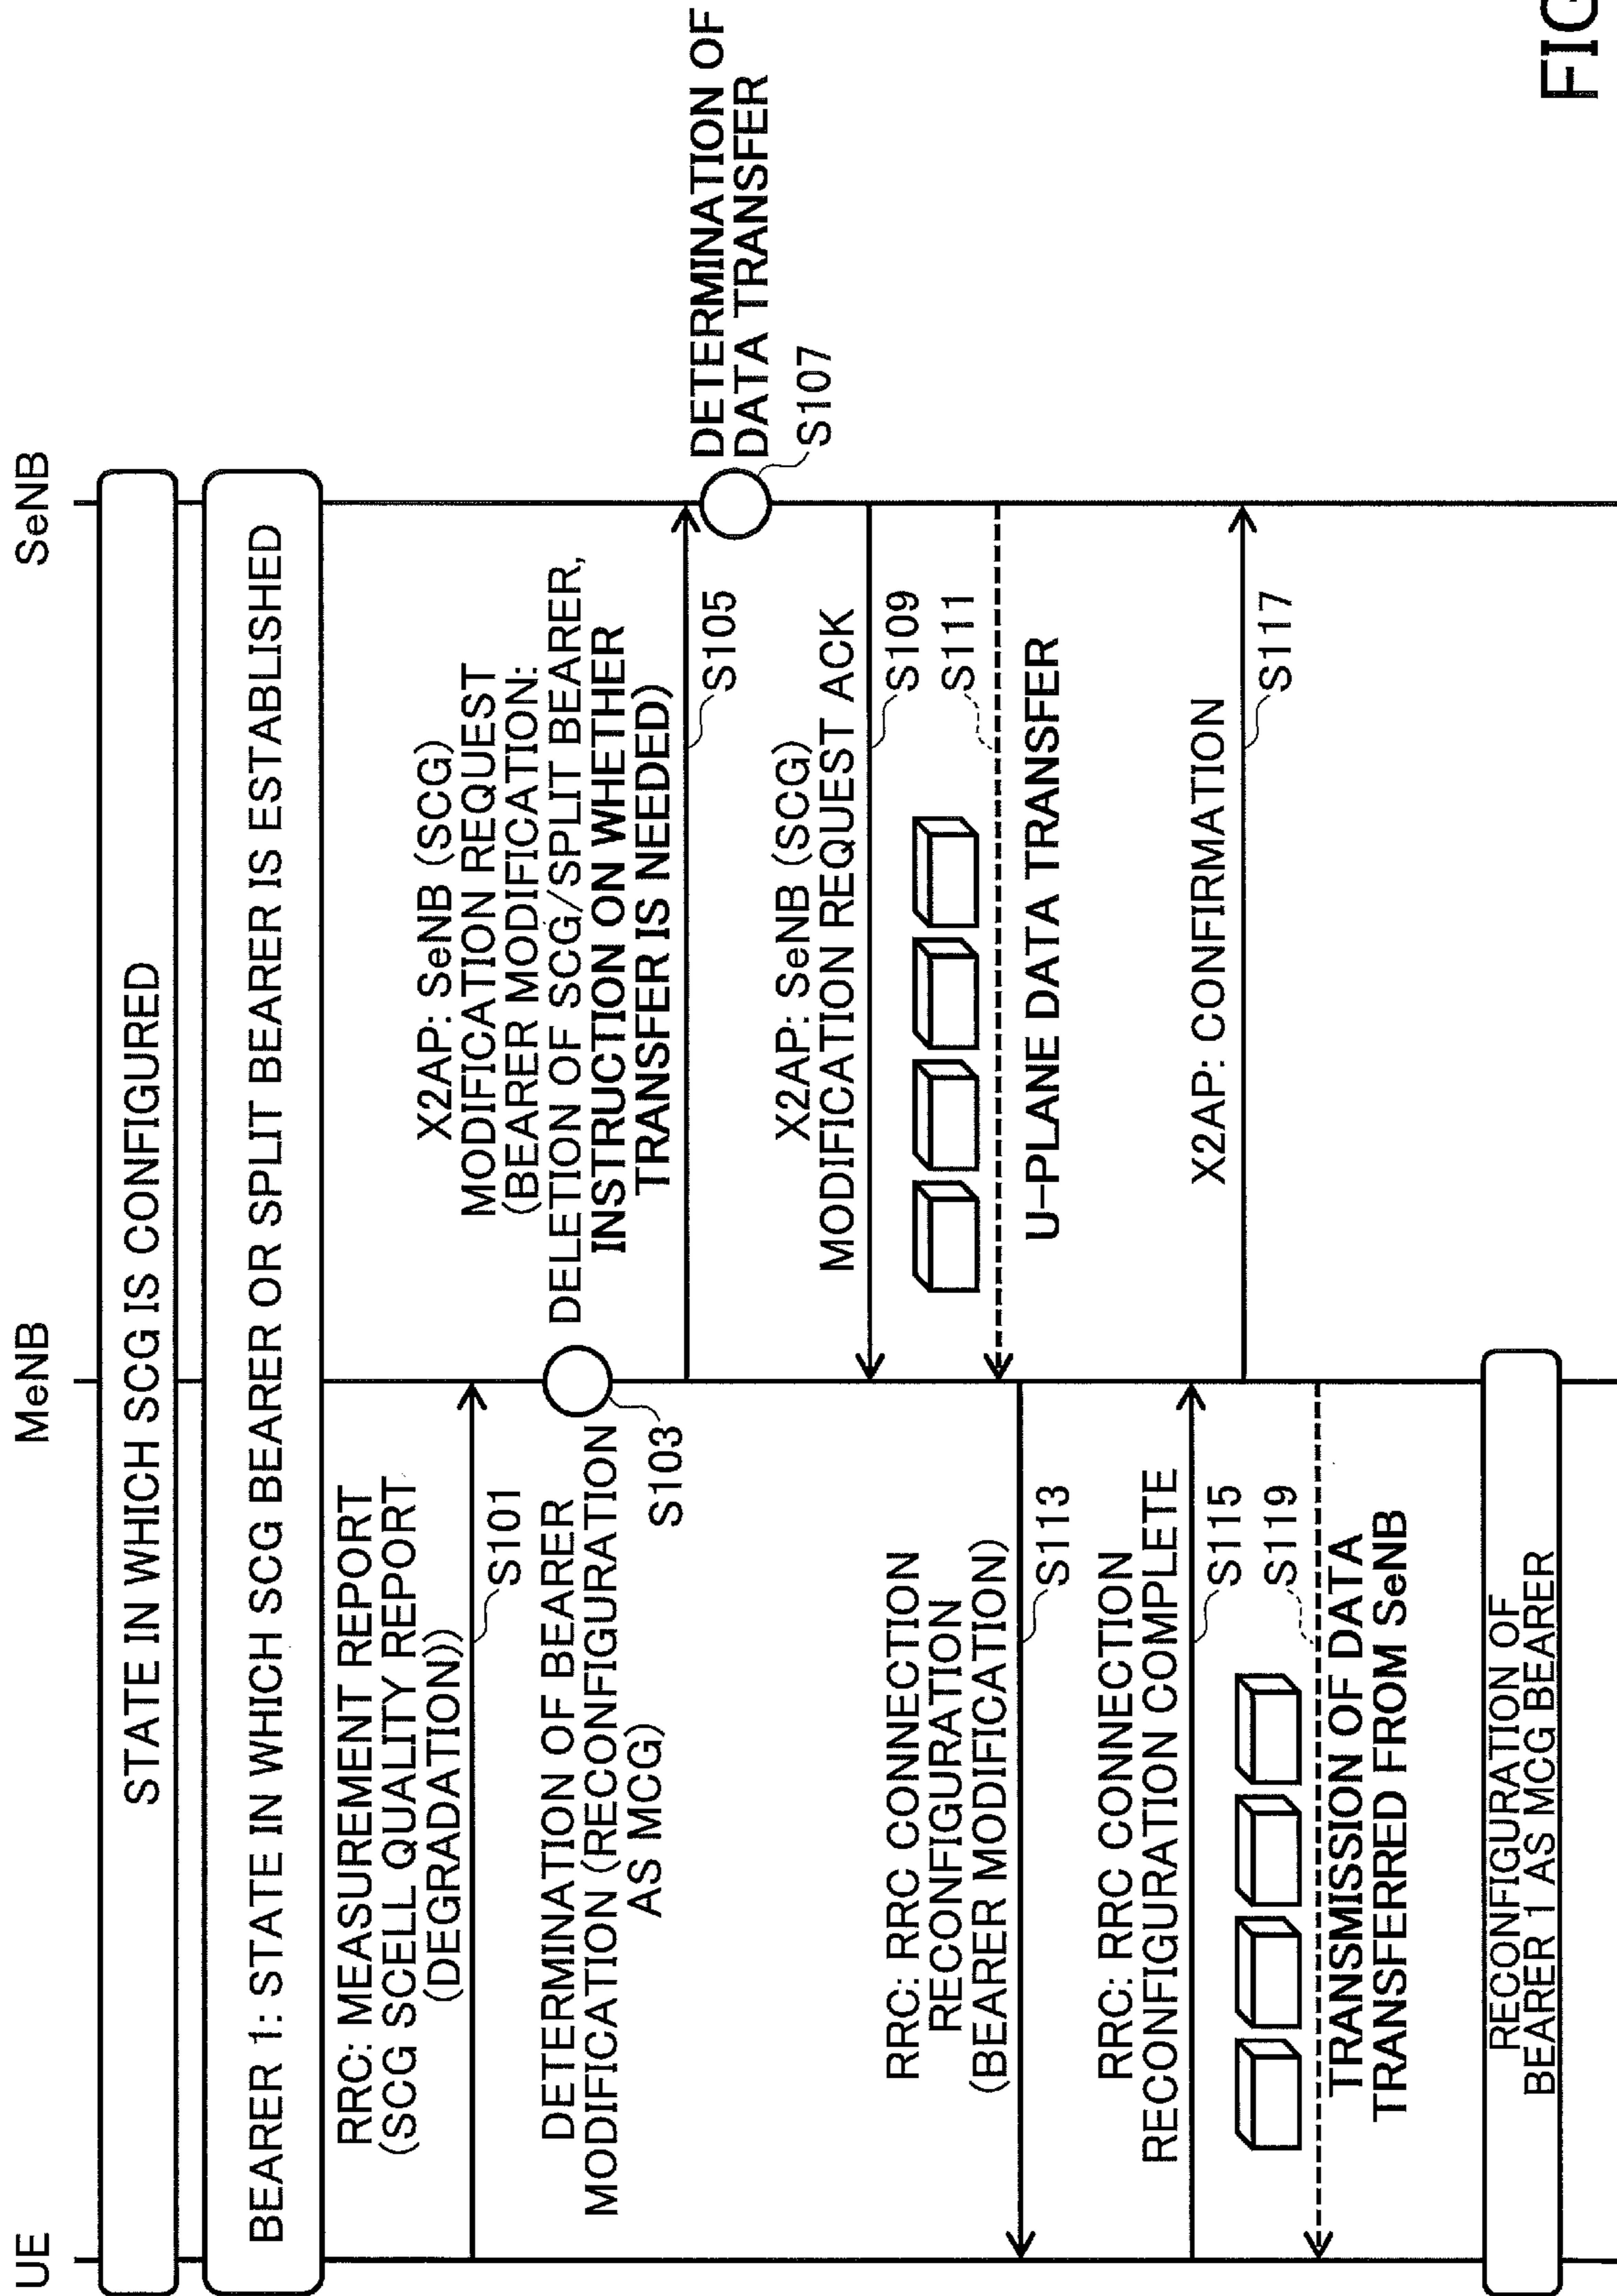 UE
MeNB
SeNB
STATE IN WHICH SCG IS CONFIGURED
BEARER 1: STATE IN WHICH SCG BEARER OR SPLIT BEARER IS ESTABLISHED
RRC: MEASUREMENT REPORT
(SCG SCELL QUALITY REPORT
(DEGRADATION))
S101
DETERMINATION OF BEARER
MODIFICATION (RECONFIGURATION
AS MCG)
S103
X2AP: SeNB (SCG)
MODIFICATION REQUEST
(BEARER MODIFICATION:
DELETION OF SCG/SPLIT BEARER,
INSTRUCTION ON WHETHER
TRANSFER IS NEEDED)
S105
DETERMINATION OF
DATA TRANSFER
S107
X2AP: SeNB (SCG)
MODIFICATION REQUEST ACK
S109
S111
U-PLANE DATA TRANSFER
RRC: RRC CONNECTION
RECONFIGURATION
(BEARER MODIFICATION)
S113
RRC: RRC CONNECTION
RECONFIGURATION COMPLETE
S115
X2AP: CONFIRMATION
S117
S119
TRANSMISSION OF DATA
TRANSFERRED FROM SeNB
RECONFIGURATION OF
BEARER 1 AS MCG BEARER
FIG